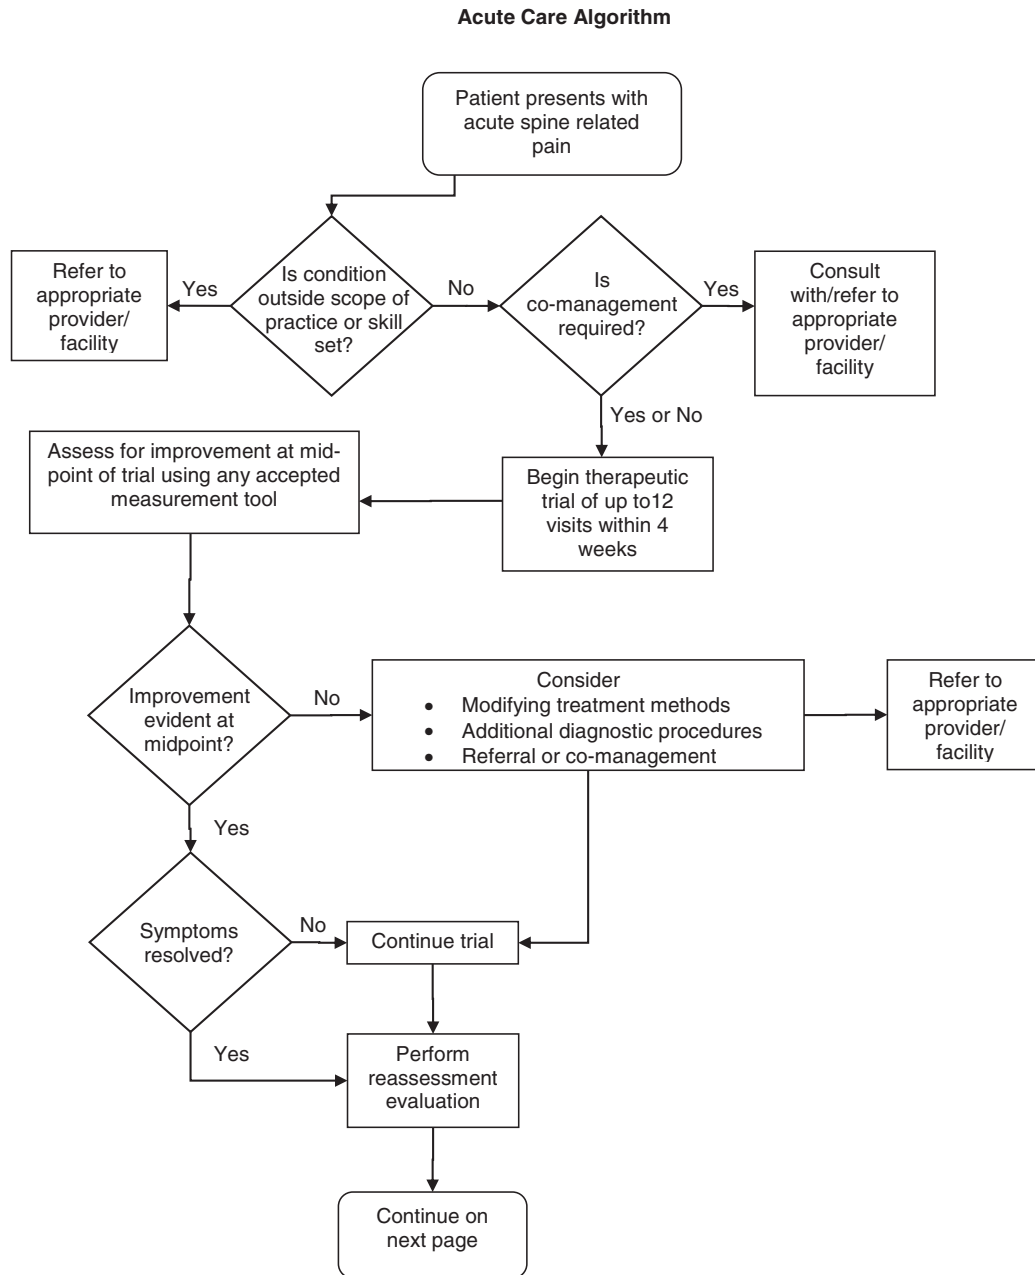 Acute Care Algorithm
Patient presents with
acute spine related
pain
Refer to
appropriate
provider/
facility
Yes
Is condition
outside scope of
practice or skill
set?
No
Is
co-management
required?
Yes
Consult
with/refer to
appropriate
provider/
facility
Yes or No
Assess for improvement at mid-
point of trial using any accepted
measurement tool
Begin therapeutic
trial of up to12
visits within 4
weeks
Improvement
evident at
midpoint?
No
Consider
• Modifying treatment methods
• Additional diagnostic procedures
• Referral or co-management
Refer to
appropriate
provider/
facility
Yes
Symptoms
resolved?
No
Continue trial
Yes
Perform
reassessment
evaluation
Continue on
next page